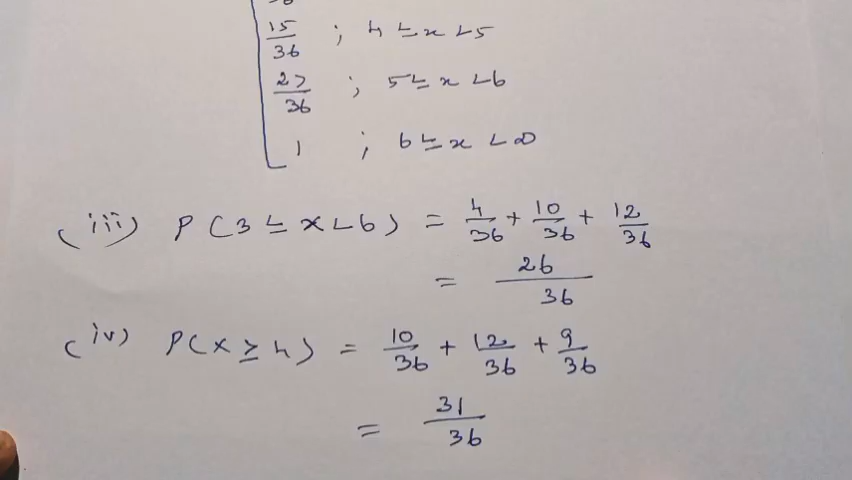 15/36 ; 4 ≤ x < 5
27/36 ; 5 ≤ x < 6
1 ; 6 ≤ x < ∞
(iii) P(3 ≤ x < 6) = 4/36 + 10/36 + 12/36
= 26/36
(iv) P(x ≥ 4) = 10/36 + 12/36 + 9/36
= 31/36